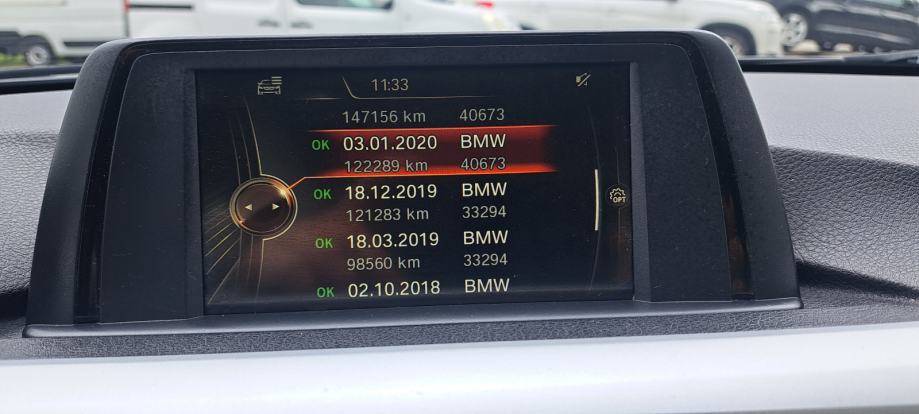 11:33
147156 km 40673
OK 03.01.2020 BMW
122289 km 40673
OK 18.12.2019 BMW
121283 km 33294
OPT
OK 18.03.2019 BMW
98560 km 33294
OK 02.10.2018 BMW